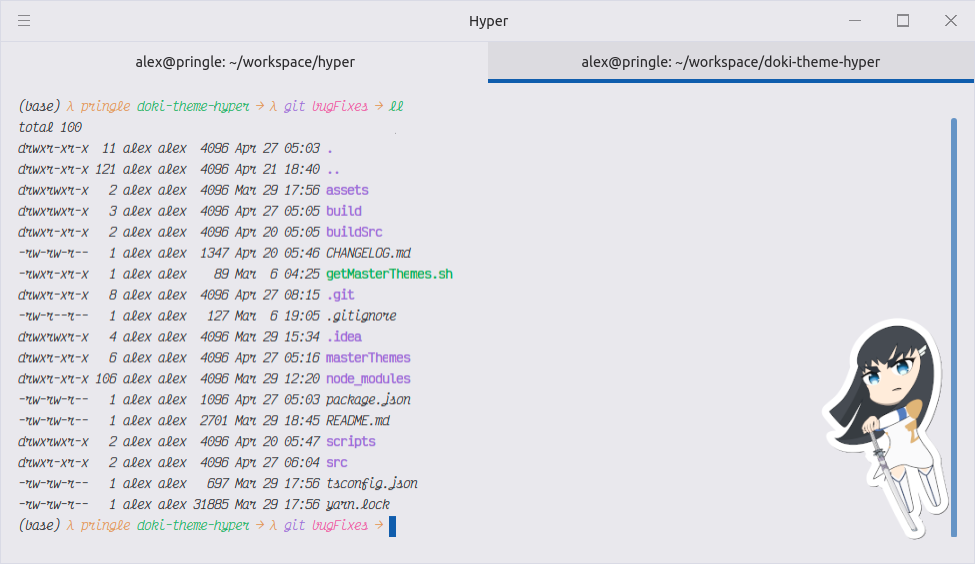 Hyper
alex@pringle: ~/workspace/hyper
alex@pringle: ~/workspace/doki-theme-hyper
(base) λ pringle doki-theme-hyper → λ git bugFixes → ll
total 100
drwxr-xr-x  11 alex alex  4096 Apr 27 05:03 .
drwxr-xr-x 121 alex alex  4096 Apr 21 18:40 ..
drwxrwxr-x   2 alex alex  4096 Mar 29 17:56 assets
drwxrwxr-x   3 alex alex  4096 Apr 27 05:05 build
drwxr-xr-x   2 alex alex  4096 Apr 20 05:05 buildSrc
-rw-rw-r--   1 alex alex  1347 Apr 20 05:46 CHANGELOG.md
-rwxr-xr-x   1 alex alex    89 Mar  6 04:25 getMasterThemes.sh
drwxr-xr-x   8 alex alex  4096 Apr 27 08:15 .git
-rw-r--r--   1 alex alex   127 Mar  6 19:05 .gitignore
drwxrwxr-x   4 alex alex  4096 Mar 29 15:34 .idea
drwxr-xr-x   6 alex alex  4096 Apr 27 05:16 masterThemes
drwxr-xr-x 106 alex alex  4096 Mar 29 12:20 node_modules
-rw-rw-r--   1 alex alex  1096 Apr 27 05:03 package.json
-rw-rw-r--   1 alex alex  2701 Mar 29 18:45 README.md
drwxrwxr-x   2 alex alex  4096 Apr 20 05:47 scripts
drwxr-xr-x   2 alex alex  4096 Apr 27 06:04 src
-rw-rw-r--   1 alex alex   697 Mar 29 17:56 tsconfig.json
-rw-rw-r--   1 alex alex 31885 Mar 29 17:56 yarn.lock
(base) λ pringle doki-theme-hyper → λ git bugFixes →